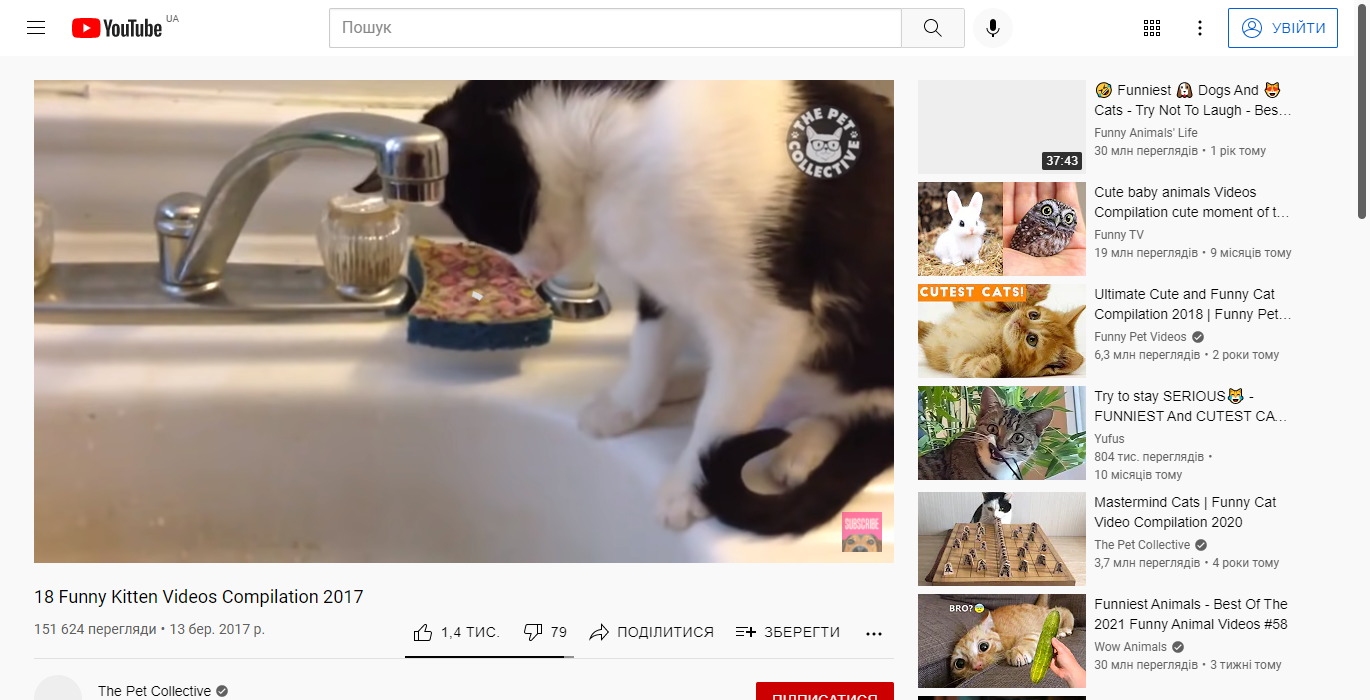 YouTube UA
Пошук
УВІЙТИ
THE PET
COLLECTIVE
SUBSCRIBE
18 Funny Kitten Videos Compilation 2017
151 624 перегляди • 13 бер. 2017 р.
1,4 ТИС.
79
ПОДІЛИТИСЯ
ЗБЕРЕГТИ
The Pet Collective
ПІДПИСАТИСЯ
37:43
🤣 Funniest 🐶 Dogs And 😻
Cats - Try Not To Laugh - Bes...
Funny Animals' Life
30 млн переглядів • 1 рік тому
Cute baby animals Videos
Compilation cute moment of t...
Funny TV
19 млн переглядів • 9 місяців тому
CUTEST CATS!
Ultimate Cute and Funny Cat
Compilation 2018 | Funny Pet...
Funny Pet Videos
6,3 млн переглядів • 2 роки тому
Try to stay SERIOUS😹 -
FUNNIEST And CUTEST CA...
Yufus
804 тис. переглядів •
10 місяців тому
Mastermind Cats | Funny Cat
Video Compilation 2020
The Pet Collective
3,7 млн переглядів • 4 роки тому
BRO?
Funniest Animals - Best Of The
2021 Funny Animal Videos #58
Wow Animals
30 млн переглядів • 3 тижні тому